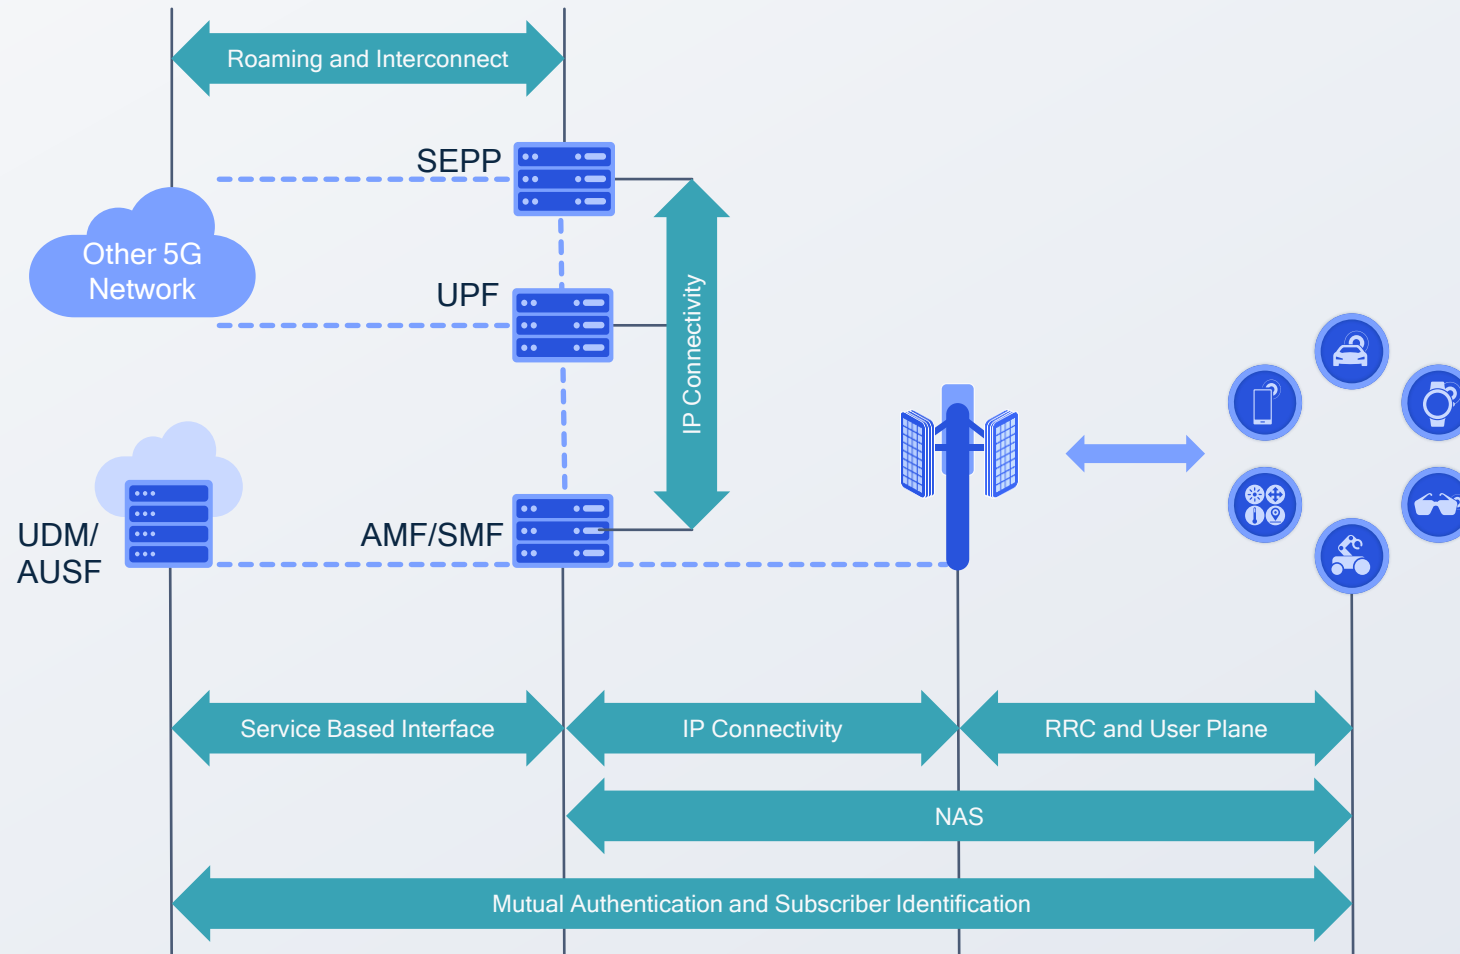 Roaming and Interconnect
SEPP
Other 5G
Network
UPF
IP Connectivity
UDM/
AUSF
AMF/SMF
Service Based Interface
IP Connectivity
RRC and User Plane
NAS
Mutual Authentication and Subscriber Identification